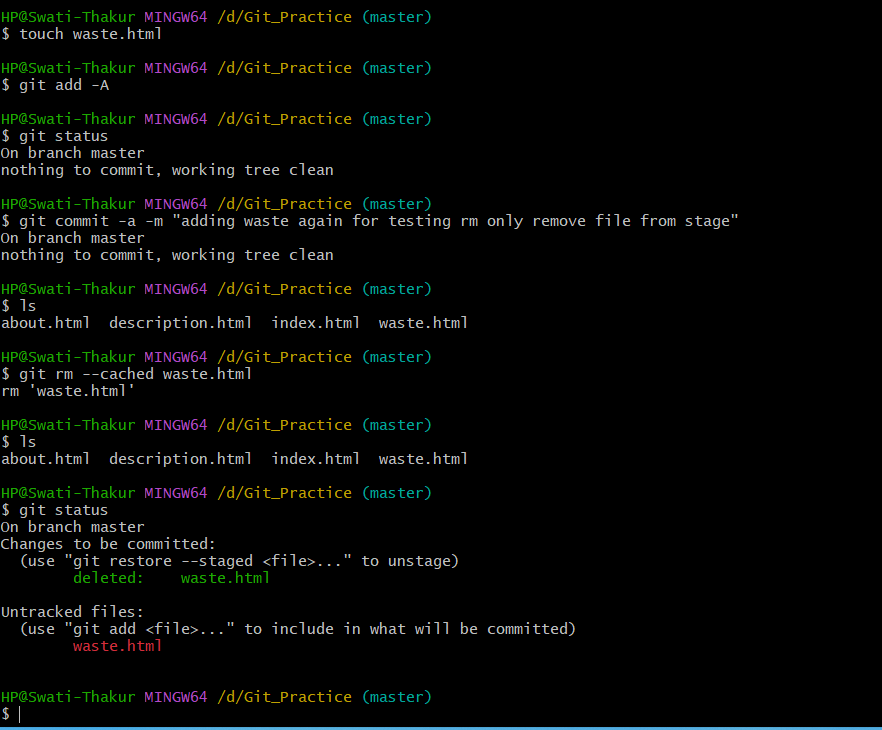 HP@Swati-Thakur MINGW64 /d/Git_Practice (master)
$ touch waste.html
HP@Swati-Thakur MINGW64 /d/Git_Practice (master)
$ git add -A
HP@Swati-Thakur MINGW64 /d/Git_Practice (master)
$ git status
On branch master
nothing to commit, working tree clean
HP@Swati-Thakur MINGW64 /d/Git_Practice (master)
$ git commit -a -m "adding waste again for testing rm only remove file from stage"
On branch master
nothing to commit, working tree clean
HP@Swati-Thakur MINGW64 /d/Git_Practice (master)
$ ls
about.html  description.html  index.html  waste.html
HP@Swati-Thakur MINGW64 /d/Git_Practice (master)
$ git rm --cached waste.html
rm 'waste.html'
HP@Swati-Thakur MINGW64 /d/Git_Practice (master)
$ ls
about.html  description.html  index.html  waste.html
HP@Swati-Thakur MINGW64 /d/Git_Practice (master)
$ git status
On branch master
Changes to be committed:
  (use "git restore --staged <file>..." to unstage)
        deleted:    waste.html
Untracked files:
  (use "git add <file>..." to include in what will be committed)
        waste.html
HP@Swati-Thakur MINGW64 /d/Git_Practice (master)
$